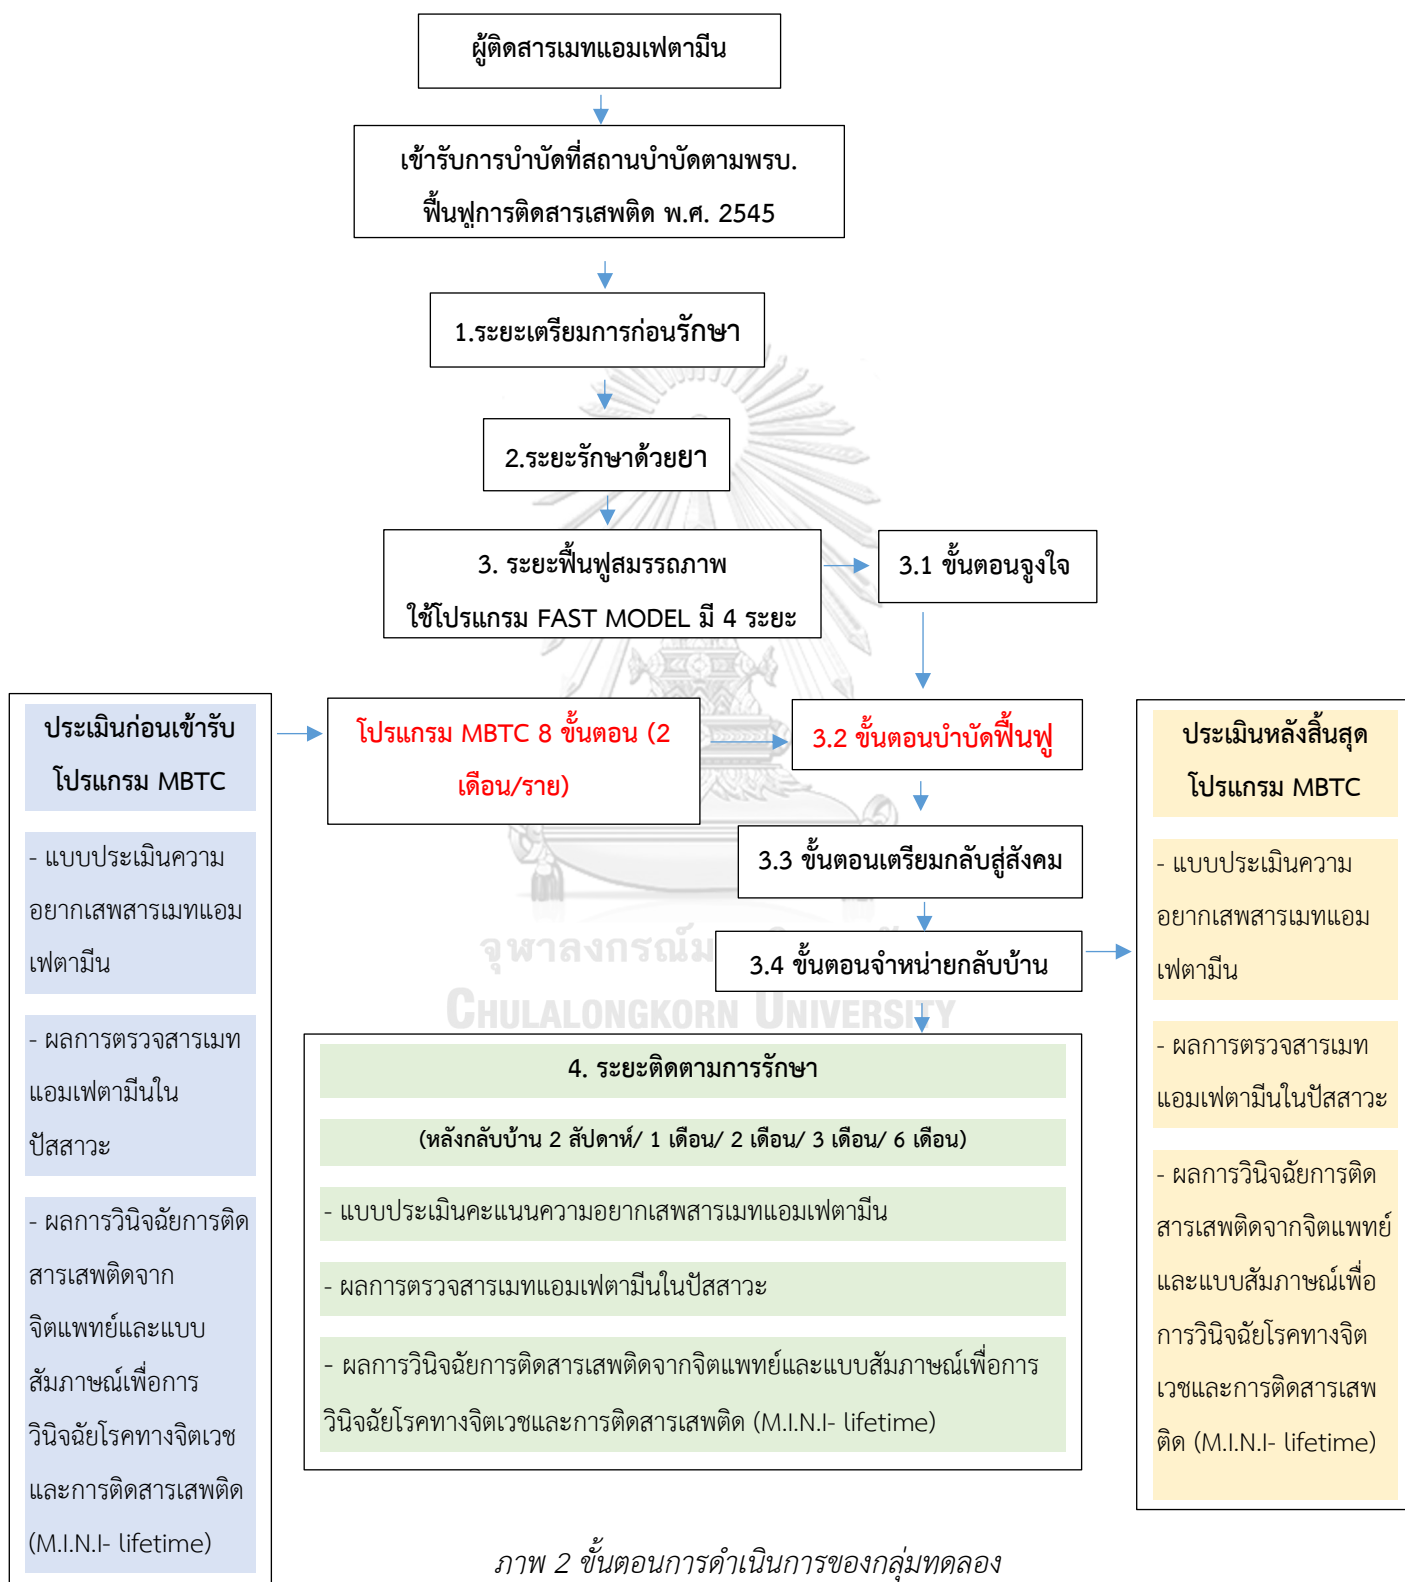 ผู้ติดสารเมทแอมเฟตามีน
เข้ารับการบำบัดที่สถานบำบัดตามพรบ.
ฟื้นฟูการติดสารเสพติด พ.ศ. 2545
1.ระยะเตรียมการก่อนรักษา
2.ระยะรักษาด้วยยา
3. ระยะฟื้นฟูสมรรถภาพ
ใช้โปรแกรม FAST MODEL มี 4 ระยะ
3.1 ขั้นตอนจูงใจ
ประเมินก่อนเข้ารับ
โปรแกรม MBTC
- แบบประเมินความ
อยากเสพสารเมทแอม
เฟตามีน
- ผลการตรวจสารเมท
แอมเฟตามีนใน
ปัสสาวะ
- ผลการวินิจฉัยการติด
สารเสพติดจาก
จิตแพทย์และแบบ
สัมภาษณ์เพื่อการ
วินิจฉัยโรคทางจิตเวช
และการติดสารเสพติด
(M.I.N.I- lifetime)
โปรแกรม MBTC 8 ขั้นตอน (2
เดือน/ราย)
3.2 ขั้นตอนบำบัดฟื้นฟู
3.3 ขั้นตอนเตรียมกลับสู่สังคม
3.4 ขั้นตอนจำหน่ายกลับบ้าน
จุฬาลงกรณ์ม
CHULALONGKORN UNIVERSITY
4. ระยะติดตามการรักษา
(หลังกลับบ้าน 2 สัปดาห์/ 1 เดือน/ 2 เดือน/ 3 เดือน/ 6 เดือน)
- แบบประเมินคะแนนความอยากเสพสารเมทแอมเฟตามีน
- ผลการตรวจสารเมทแอมเฟตามีนในปัสสาวะ
- ผลการวินิจฉัยการติดสารเสพติดจากจิตแพทย์และแบบสัมภาษณ์เพื่อการ
วินิจฉัยโรคทางจิตเวชและการติดสารเสพติด (M.I.N.I- lifetime)
ประเมินหลังสิ้นสุด
โปรแกรม MBTC
- แบบประเมินความ
อยากเสพสารเมทแอม
เฟตามีน
- ผลการตรวจสารเมท
แอมเฟตามีนในปัสสาวะ
- ผลการวินิจฉัยการติด
สารเสพติดจากจิตแพทย์
และแบบสัมภาษณ์เพื่อ
การวินิจฉัยโรคทางจิต
เวชและการติดสารเสพ
ติด (M.I.N.I- lifetime)
ภาพ 2 ขั้นตอนการดำเนินการของกลุ่มทดลอง